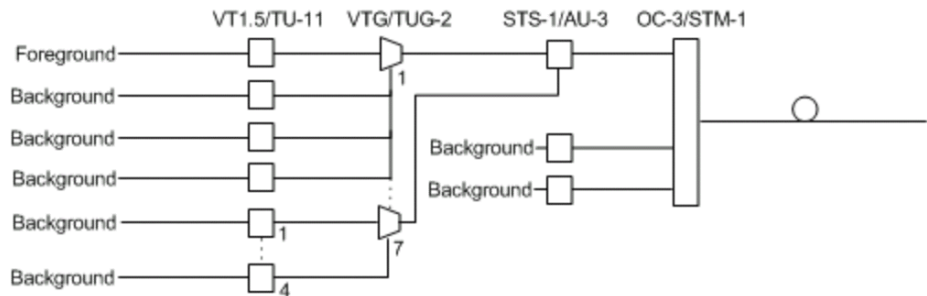 VT1.5/TU-11 VTG/TUG-2 STS-1/AU-3 OC-3/STM-1
Foreground
1
Background
Background
Background
Background
Background
Background 1
7
Background 4